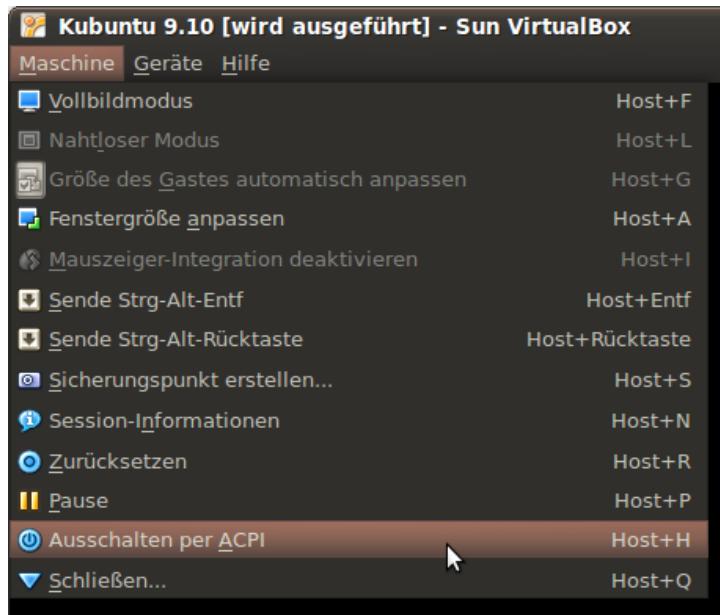 Kubuntu 9.10 [wird ausgeführt] - Sun VirtualBox
Maschine Geräte Hilfe
Vollbildmodus Host+F
Nahtloser Modus Host+L
Größe des Gastes automatisch anpassen Host+G
Fenstergröße anpassen Host+A
Mauszeiger-Integration deaktivieren Host+I
Sende Strg-Alt-Entf Host+Entf
Sende Strg-Alt-Rücktaste Host+Rücktaste
Sicherungspunkt erstellen... Host+S
Session-Informationen Host+N
Zurücksetzen Host+R
Pause Host+P
Ausschalten per ACPI Host+H
Schließen... Host+Q